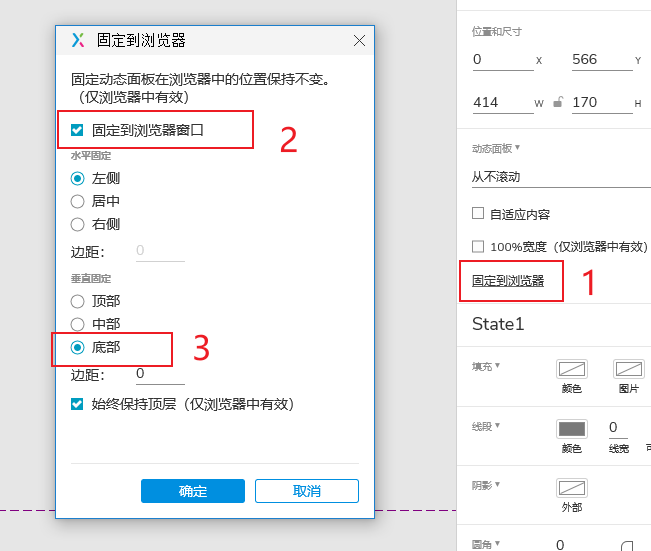 固定到浏览器
固定动态面板在浏览器中的位置保持不变。
（仅浏览器中有效）
固定到浏览器窗口
2
水平固定
左侧
居中
右侧
边距： 0
垂直固定
顶部
中部
底部
3
边距： 0
始终保持顶层（仅浏览器中有效）
确定 取消
位置和尺寸
0 X 566 Y
414 W 170 H
动态面板
从不滚动
自适应内容
100%宽度（仅浏览器中有效）
固定到浏览器
1
State1
填充
颜色 图片
线段
0
颜色 线宽 可
阴影
外部
圆角 0